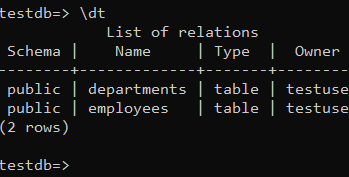 testdb=> \dt
List of relations
Schema | Name | Type | Owner
--------+-------------+-------+--------
public | departments | table | testuse
public | employees | table | testuse
(2 rows)
testdb=>